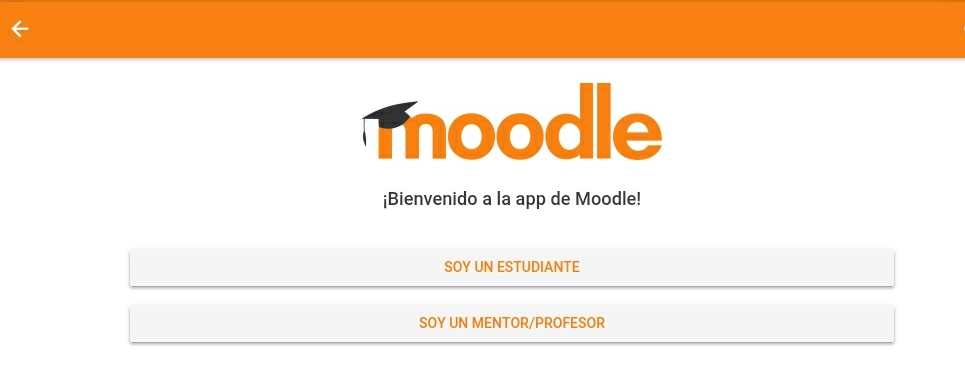 moodle
¡Bienvenido a la app de Moodle!
SOY UN ESTUDIANTE
SOY UN MENTOR/PROFESOR